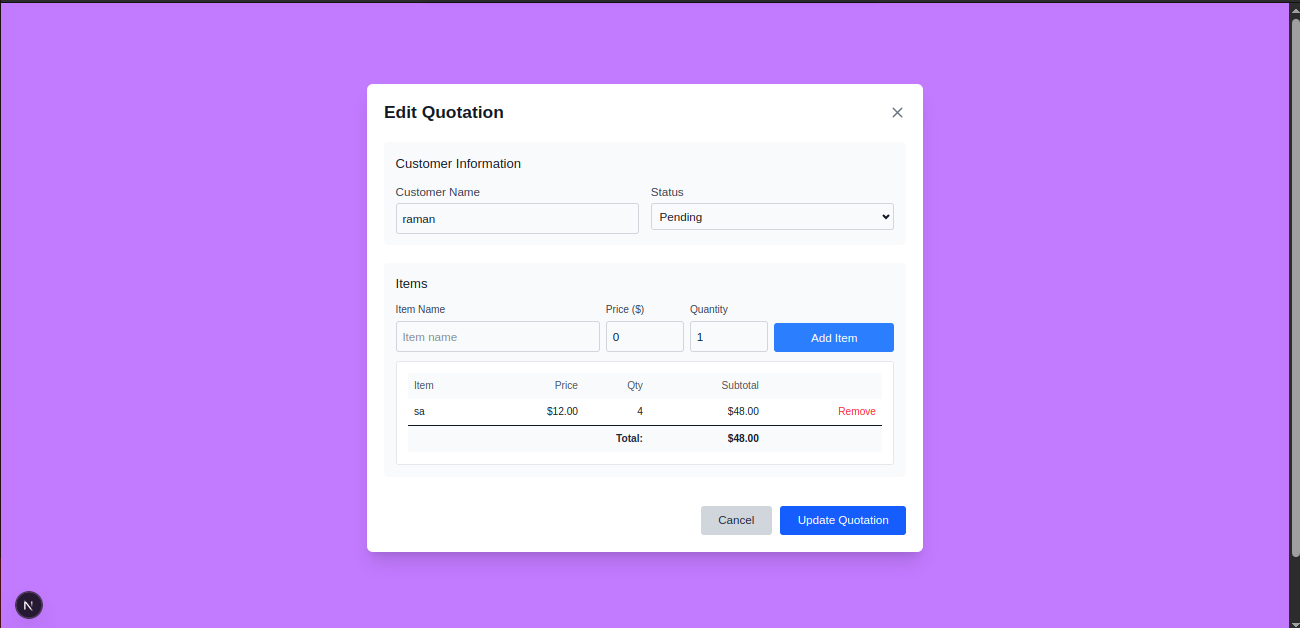 Edit Quotation
Customer Information
Customer Name Status
raman Pending
Items
Item Name Price ($) Quantity
Item name 0 1 Add Item
Item Price Qty Subtotal
sa $12.00 4 $48.00 Remove
Total: $48.00
Cancel Update Quotation
N